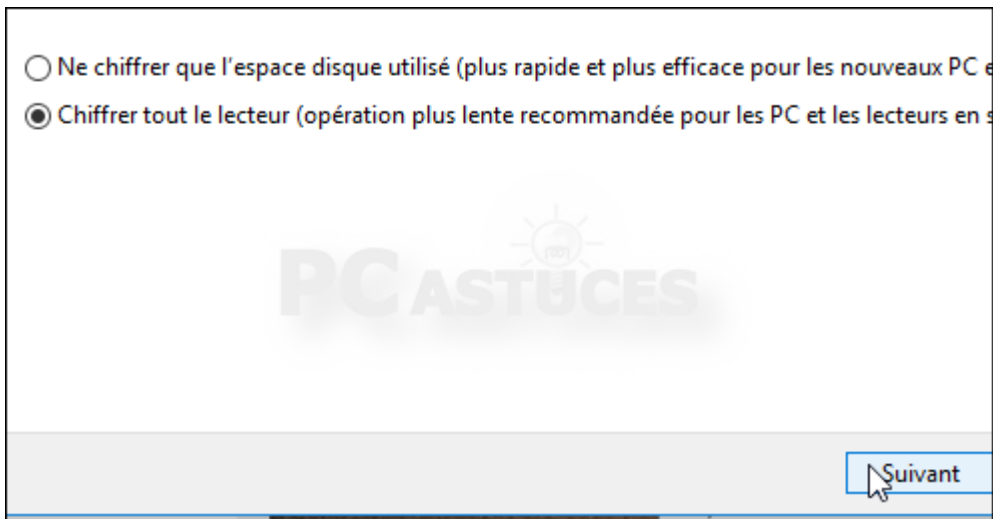 Ne chiffrer que l'espace disque utilisé (plus rapide et plus efficace pour les nouveaux PC e
Chiffrer tout le lecteur (opération plus lente recommandée pour les PC et les lecteurs en s
PC ASTUCES
Suivant